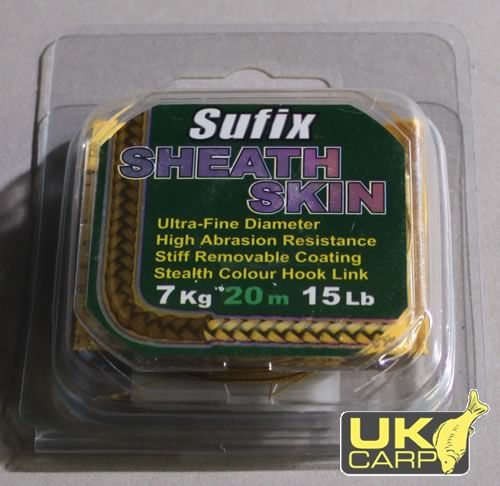 Sufix
SHEATH
SKIN
Ultra-Fine Diameter
High Abrasion Resistance
Stiff Removable Coating
Stealth Colour Hook Link
7Kg 20m 15Lb
UK
CARP